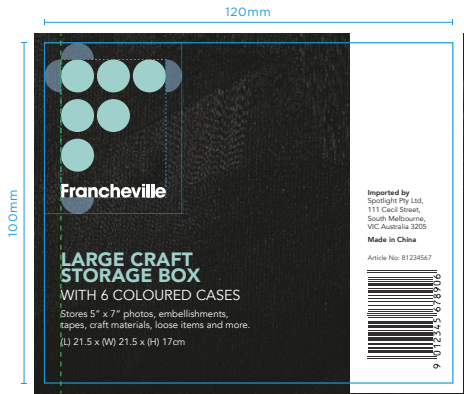 120mm
100mm
Francheville
LARGE CRAFT
STORAGE BOX
WITH 6 COLOURED CASES
Stores 5” x 7” photos, embellishments,
tapes, craft materials, loose items and more.
(L) 21.5 x (W) 21.5 x (H) 17cm
Imported by
Spotlight Pty Ltd,
111 Cecil Street,
South Melbourne,
VIC Australia 3205
Made in China
Article No: 81234567
9 012345 678906